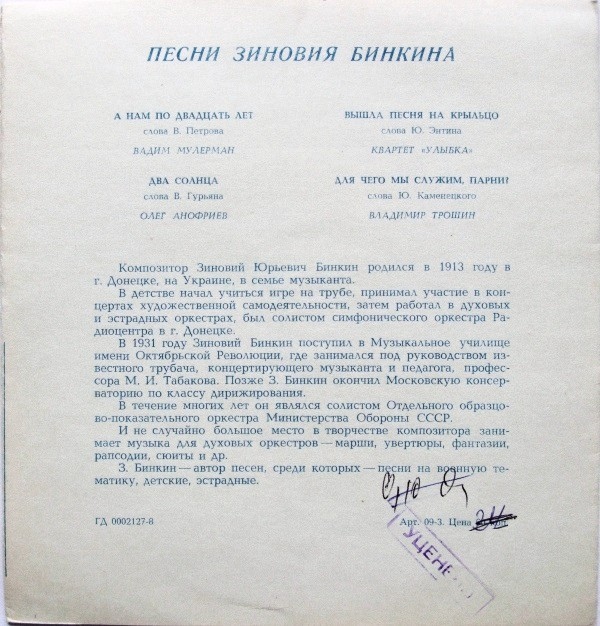 ПЕСНИ ЗИНОВИЯ БИНКИНА
А НАМ ПО ДВАДЦАТЬ ЛЕТ
слова В. Петрова
ВАДИМ МУЛЕРМАН
ВЫШЛА ПЕСНЯ НА КРЫЛЬЦО
слова Ю. Энтина
КВАРТЕТ «УЛЫБКА»
ДВА СОЛНЦА
слова В. Гурьяна
ОЛЕГ АНОФРИЕВ
ДЛЯ ЧЕГО МЫ СЛУЖИМ, ПАРНИ?
слова Ю. Каменецкого
ВЛАДИМИР ТРОШИН
Композитор Зиновий Юрьевич Бинкин родился в 1913 году в
г. Донецке, на Украине, в семье музыканта.
В детстве начал учиться игре на трубе, принимал участие в кон-
цертах художественной самодеятельности, затем работал в духовых
и эстрадных оркестрах, был солистом симфонического оркестра Ра-
диоцентра в г. Донецке.
В 1931 году Зиновий Бинкин поступил в Музыкальное училище
имени Октябрьской Революции, где занимался под руководством из-
вестного трубача, концертирующего музыканта и педагога, профес-
сора М. И. Табакова. Позже З. Бинкин окончил Московскую консер-
ваторию по классу дирижирования.
В течение многих лет он являлся солистом Отдельного образцо-
во-показательного оркестра Министерства Обороны СССР.
И не случайно большое место в творчестве композитора зани-
мает музыка для духовых оркестров — марши, увертюры, фантазии,
рапсодии, сюиты и др.
З. Бинкин — автор песен, среди которых — песни на военную те-
матику, детские, эстрадные.
ГД 0002127-8
Арт. 09-3. Цена
УЦЕНЕ